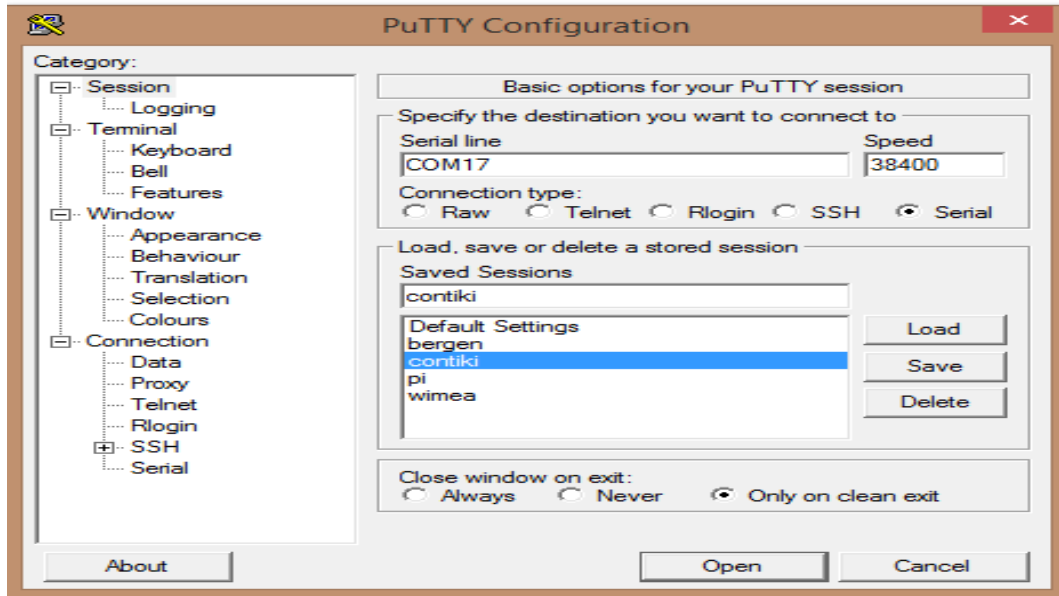 PuTTY Configuration
Category:
Session
Logging
Terminal
Keyboard
Bell
Features
Window
Appearance
Behaviour
Translation
Selection
Colours
Connection
Data
Proxy
Telnet
Rlogin
SSH
Serial
Basic options for your PuTTY session
Specify the destination you want to connect to
Serial line Speed
COM17 38400
Connection type:
Raw Telnet Rlogin SSH Serial
Load, save or delete a stored session
Saved Sessions
contiki
Default Settings
bergen
contiki
pi
wimea
Load
Save
Delete
Close window on exit:
Always Never Only on clean exit
About Open Cancel